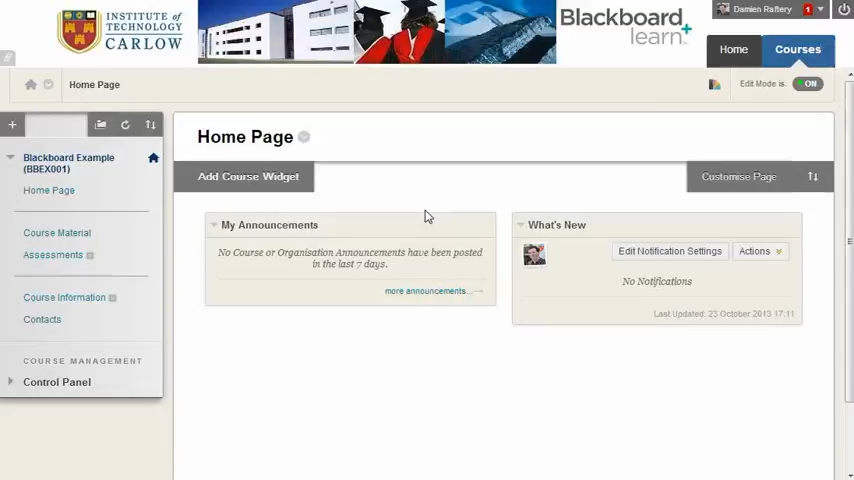 INSTITUTE of
TECHNOLOGY
CARLOW
Blackboard
learn+
Damien Raftery 1
Home
Courses
Home Page
Edit Mode is: ON
Blackboard Example
(BBEX001)
Home Page
Course Material
Assessments
Course Information
Contacts
COURSE MANAGEMENT
Control Panel
Home Page
Add Course Widget
Customise Page
My Announcements
No Course or Organisation Announcements have been posted
in the last 7 days.
more announcements...
What's New
Edit Notification Settings
Actions
No Notifications
Last Updated: 23 October 2013 17:11